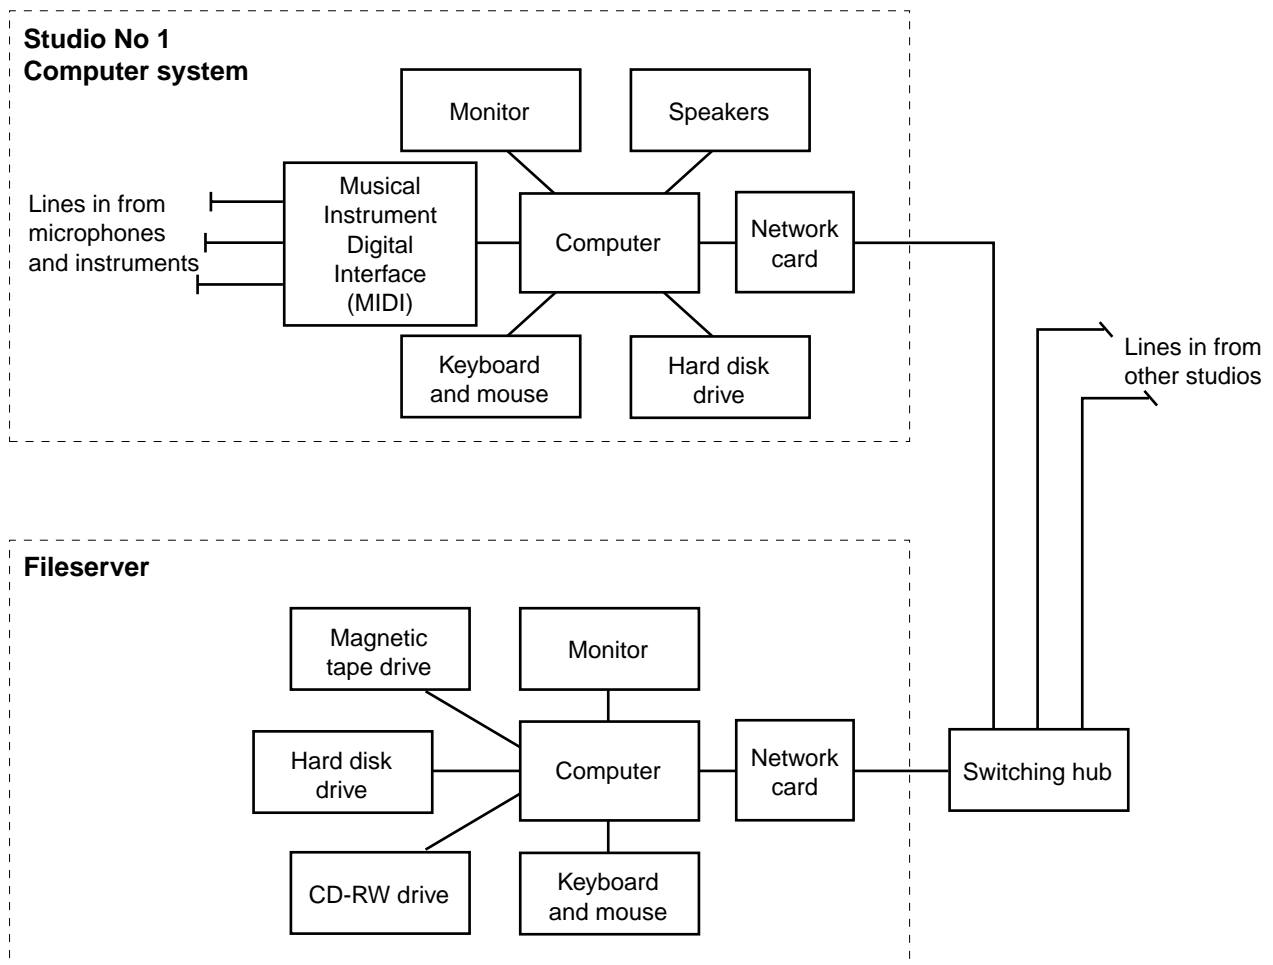 Studio No 1
Computer system
Monitor
Speakers
Musical
Instrument
Digital
Interface
(MIDI)
Lines in from
microphones
and instruments
Computer
Network
card
Keyboard
and mouse
Hard disk
drive
Lines in from
other studios
Fileserver
Magnetic
tape drive
Monitor
Hard disk
drive
Computer
Network
card
Switching hub
CD-RW drive
Keyboard
and mouse